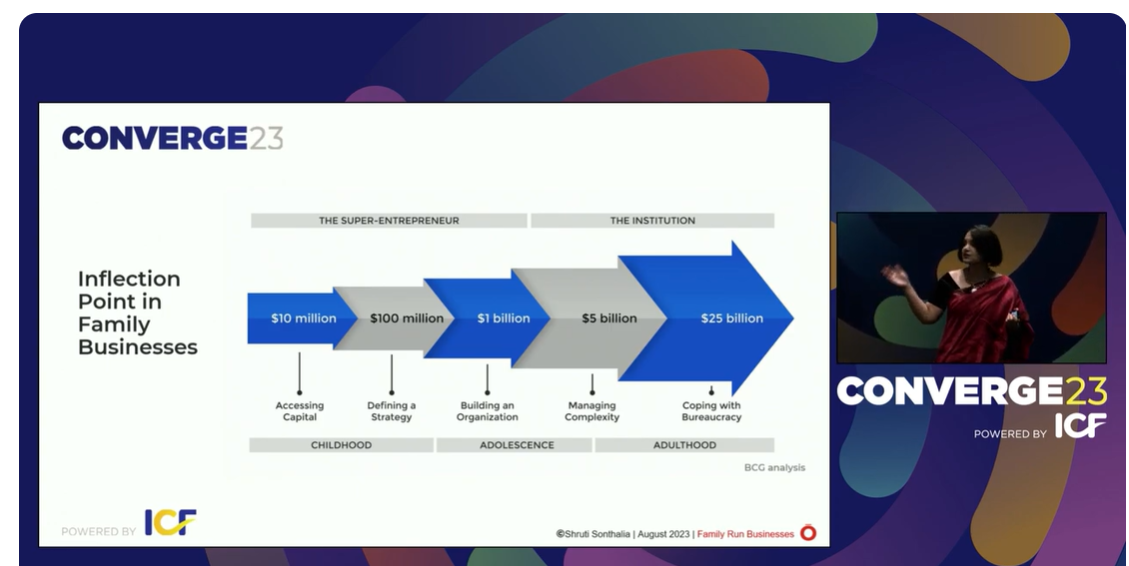 CONVERGE23
THE SUPER-ENTREPRENEUR
THE INSTITUTION
Inflection
Point in
Family
Businesses
$10 million
$100 million
$1 billion
$5 billion
$25 billion
Accessing
Capital
Defining a
Strategy
Building an
Organization
Managing
Complexity
Coping with
Bureaucracy
CHILDHOOD
ADOLESCENCE
ADULTHOOD
BCG analysis
POWERED BY ICF
©Shruti Sonthalia | August 2023 | Family Run Businesses
CONVERGE23
POWERED BY ICF